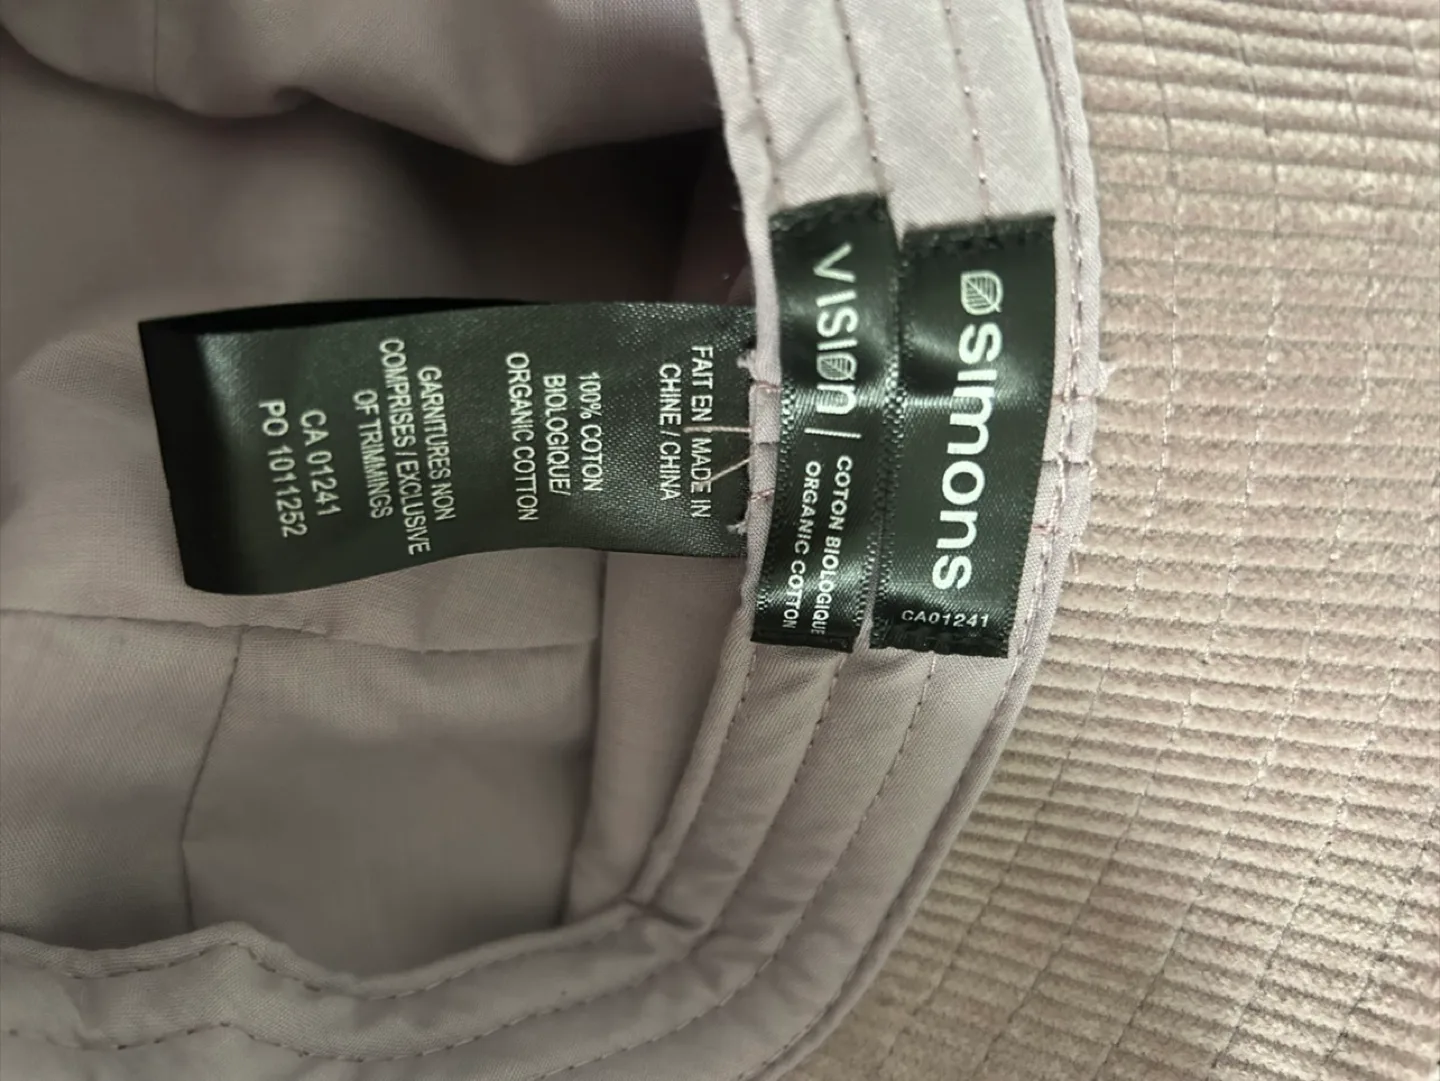 simons
CA01241
VISION | COTON BIOLOGIQUE
ORGANIC COTTON
FAIT EN / MADE IN
CHINE / CHINA
100% COTON
BIOLOGIQUE/
ORGANIC COTTON
GARNITURES NON
COMPRISES / EXCLUSIVE
OF TRIMMINGS
CA 01241
PO 1011252